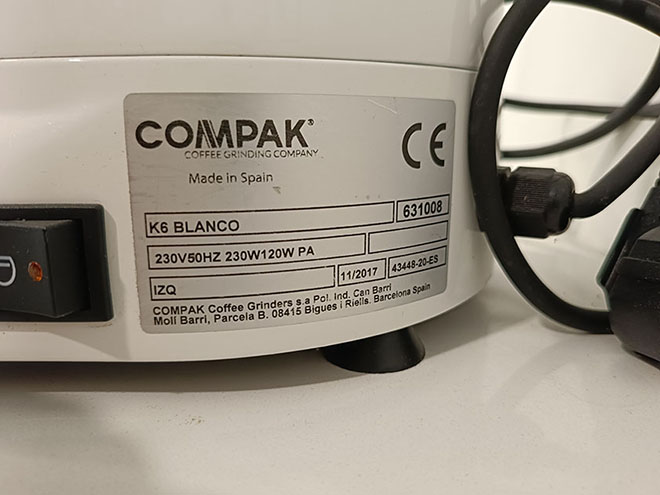 COMPAK®
COFFEE GRINDING COMPANY
CE
Made in Spain
K6 BLANCO 631008
230V50HZ 230W120W PA
IZQ 11/2017 43448-20-ES
COMPAK Coffee Grinders s.a Pol. Ind. Can Barri
Molí Barri, Parcela B. 08415 Bigues i Riells. Barcelona Spain